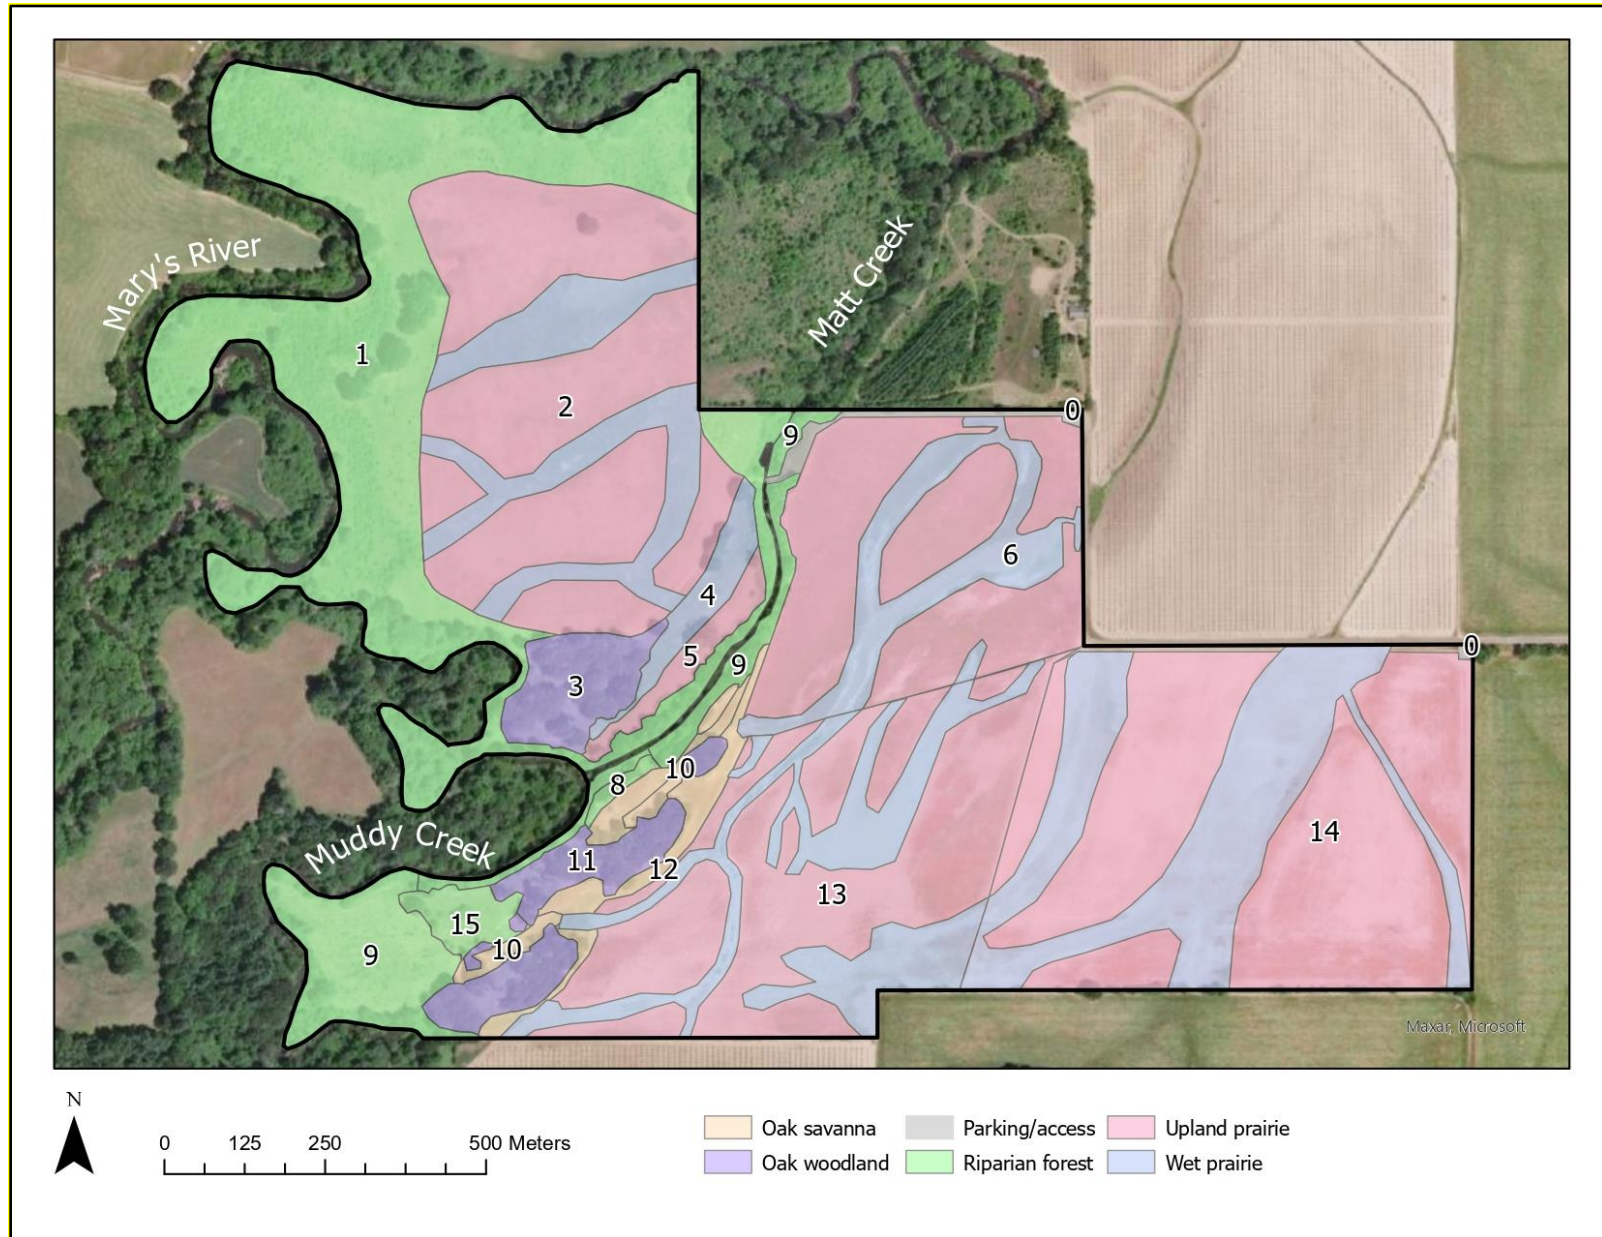 Mary's River
Matt Creek
1
2
0
9
6
4
5
9
0
3
10
8
14
Muddy Creek
11
12
13
15
10
9
Maxar, Microsoft
N
0 125 250 500 Meters
Oak savanna Parking/access Upland prairie
Oak woodland Riparian forest Wet prairie